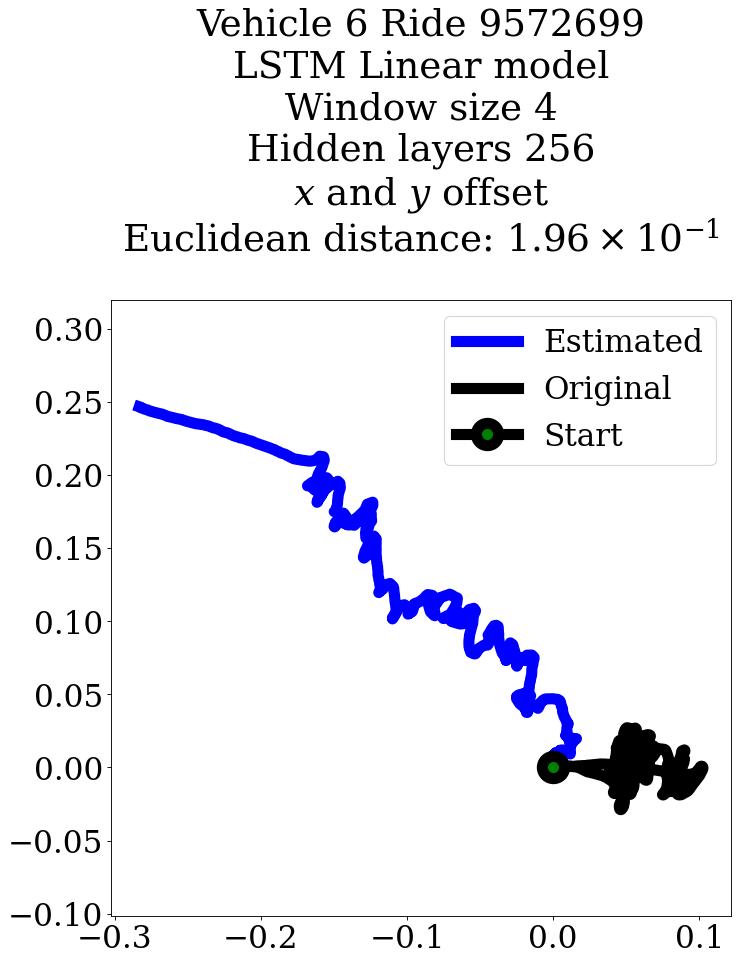 Vehicle 6 Ride 9572699
LSTM Linear model
Window size 4
Hidden layers 256
x and y offset
Euclidean distance: 1.96 × 10⁻¹
Estimated
Original
Start
0.30
0.25
0.20
0.15
0.10
0.05
0.00
−0.05
−0.10
−0.3 −0.2 −0.1 0.0 0.1